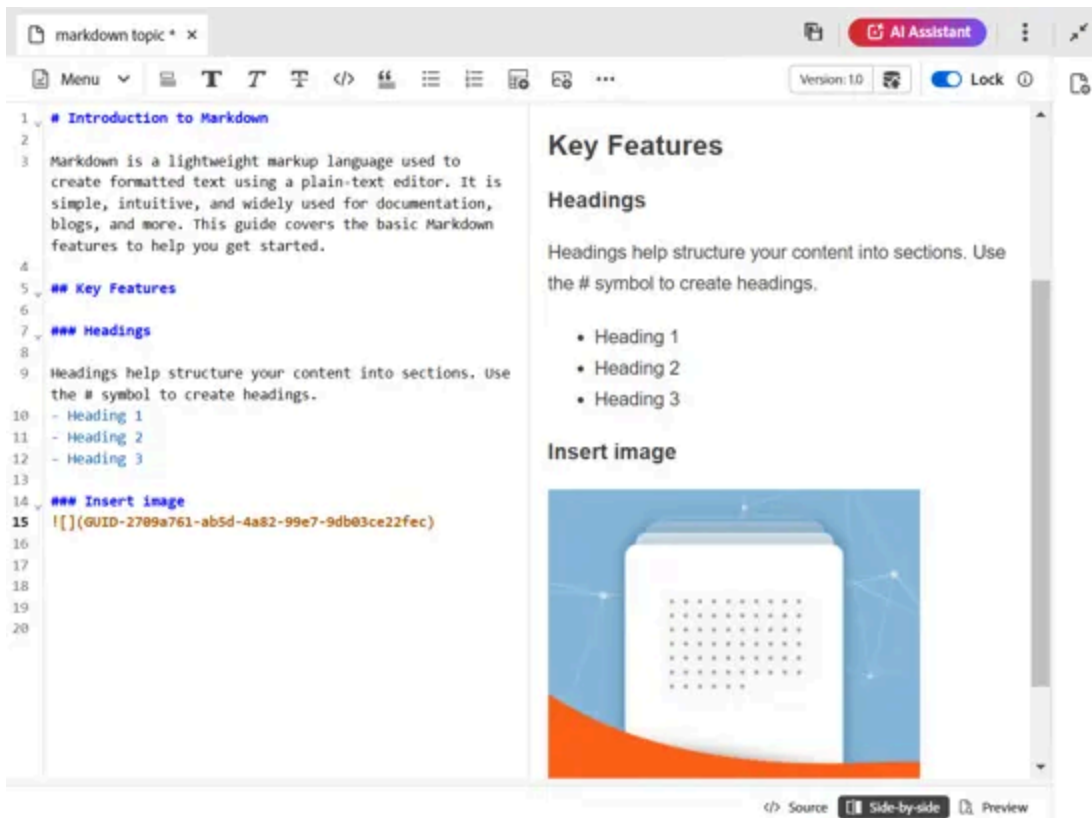 markdown topic *
AI Assistant
Menu
Version: 1.0
Lock
1 # Introduction to Markdown
2
3 Markdown is a lightweight markup language used to
create formatted text using a plain-text editor. It is
simple, intuitive, and widely used for documentation,
blogs, and more. This guide covers the basic Markdown
features to help you get started.
4
5 ## Key Features
6
7 ### Headings
8
9 Headings help structure your content into sections. Use
the # symbol to create headings.
10 - Heading 1
11 - Heading 2
12 - Heading 3
13
14 ### Insert image
15 ![](GUID-2709a761-ab5d-4a82-99e7-9db03ce22fec)
16
17
18
19
20
Key Features
Headings
Headings help structure your content into sections. Use
the # symbol to create headings.
• Heading 1
• Heading 2
• Heading 3
Insert image
</> Source
Side-by-side
Preview